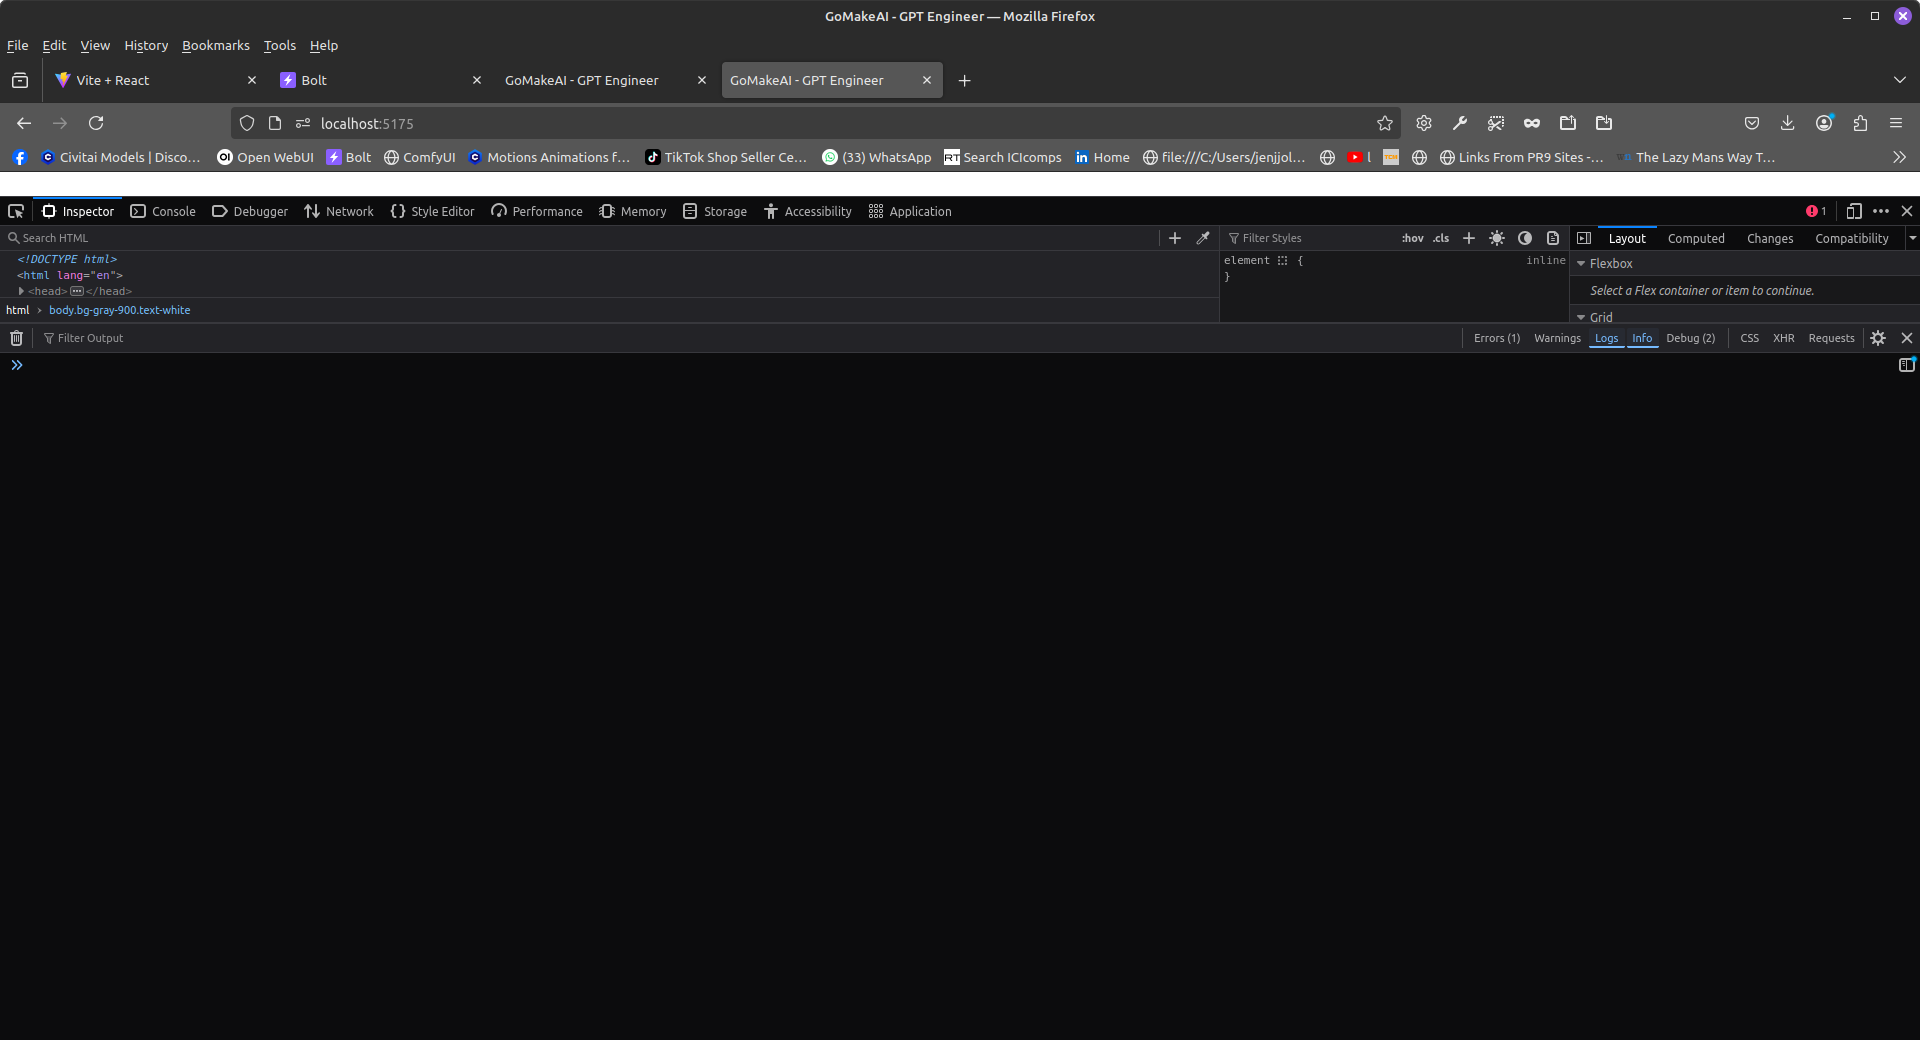 GoMakeAI - GPT Engineer — Mozilla Firefox
File Edit View History Bookmarks Tools Help
Vite + React Bolt GoMakeAI - GPT Engineer GoMakeAI - GPT Engineer
localhost:5175
Civitai Models | Disco… OI Open WebUI Bolt ComfyUI Motions Animations f… TikTok Shop Seller Ce… (33) WhatsApp RT Search ICIcomps in Home file:///C:/Users/jenjjol… l Links From PR9 Sites -… The Lazy Mans Way T…
Inspector Console Debugger Network Style Editor Performance Memory Storage Accessibility Application 1
Search HTML Filter Styles :hov .cls Layout Computed Changes Compatibility
<!DOCTYPE html> element { inline Flexbox
<html lang="en"> }
<head> </head> Select a Flex container or item to continue.
html › body.bg-gray-900.text-white Grid
Filter Output Errors (1) Warnings Logs Info Debug (2) CSS XHR Requests